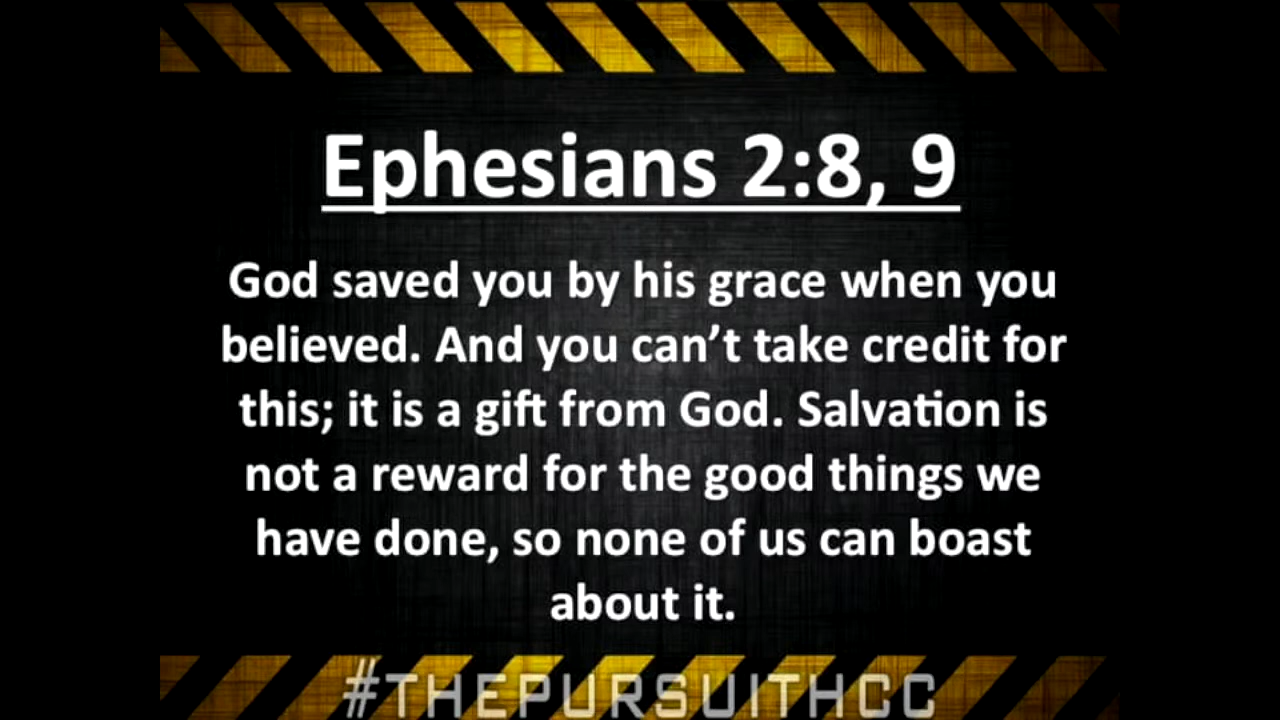 Ephesians 2:8, 9
God saved you by his grace when you
believed. And you can’t take credit for
this; it is a gift from God. Salvation is
not a reward for the good things we
have done, so none of us can boast
about it.
#THEPURSUITHCC